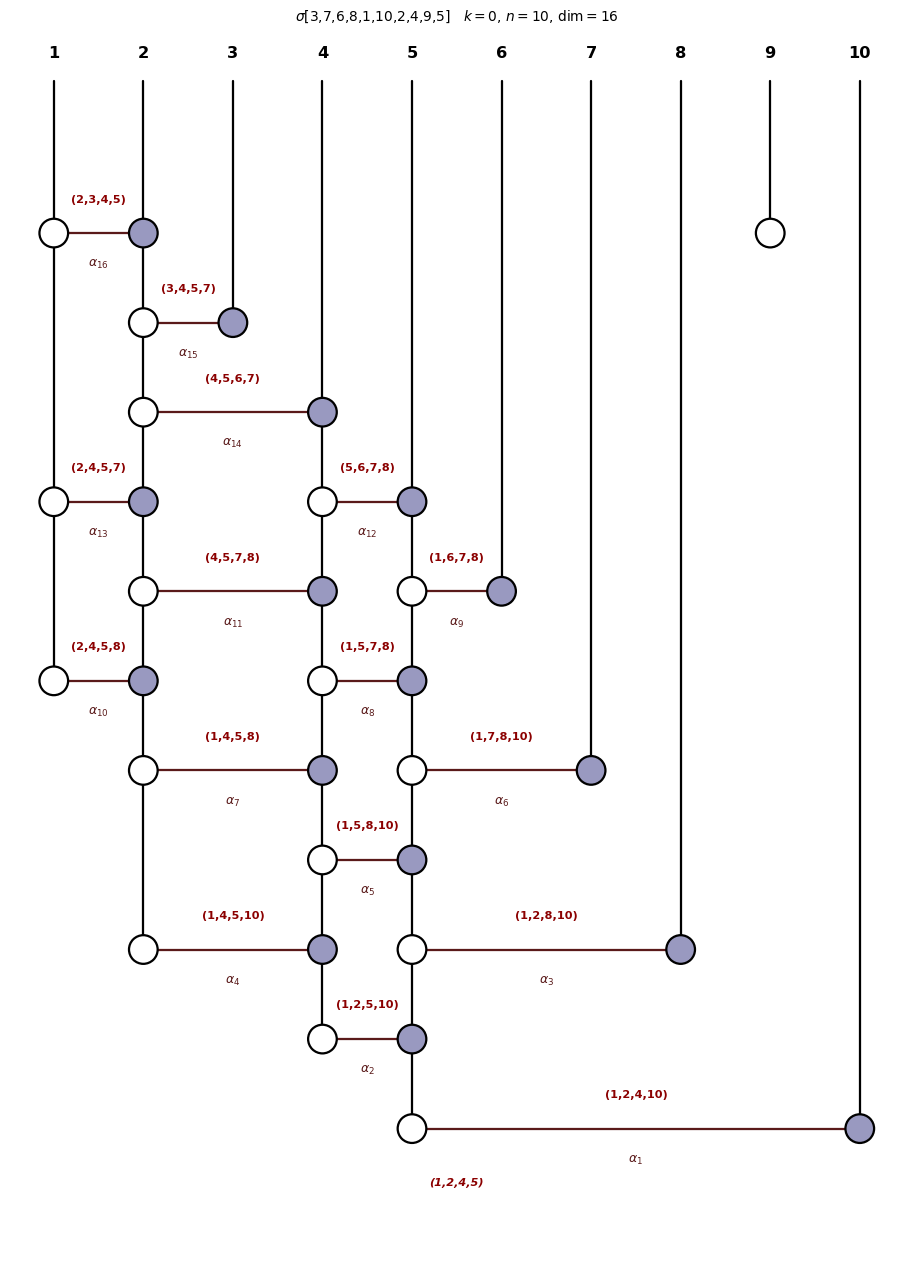 σ[3,7,6,8,1,10,2,4,9,5]   k=0, n=10, dim=16
1 2 3 4 5 6 7 8 9 10
(2,3,4,5)
α₁₆
(3,4,5,7)
α₁₅
(4,5,6,7)
α₁₄
(2,4,5,7) (5,6,7,8)
α₁₃ α₁₂
(4,5,7,8) (1,6,7,8)
α₁₁ α₉
(2,4,5,8) (1,5,7,8)
α₁₀ α₈
(1,4,5,8) (1,7,8,10)
α₇ α₆
(1,5,8,10)
α₅
(1,4,5,10) (1,2,8,10)
α₄ α₃
(1,2,5,10)
α₂
(1,2,4,10)
α₁
(1,2,4,5)